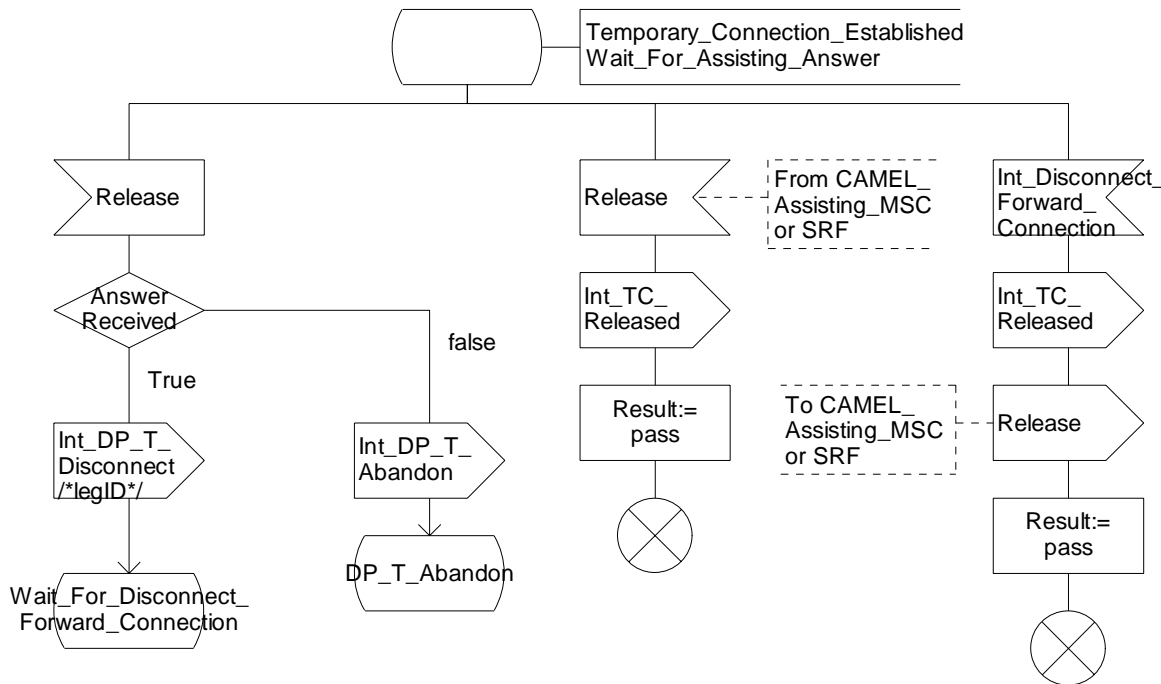 Temporary_Connection_Established
Wait_For_Assisting_Answer
Release
Release
From CAMEL_
Assisting_MSC
or SRF
Int_Disconnect_
Forward_
Connection
Answer
Received
Int_TC_
Released
Int_TC_
Released
false
True
Result:=
pass
To CAMEL_
Assisting_MSC
or SRF
Release
Int_DP_T_
Disconnect
/*legID*/
Int_DP_T_
Abandon
Result:=
pass
DP_T_Abandon
Wait_For_Disconnect_
Forward_Connection